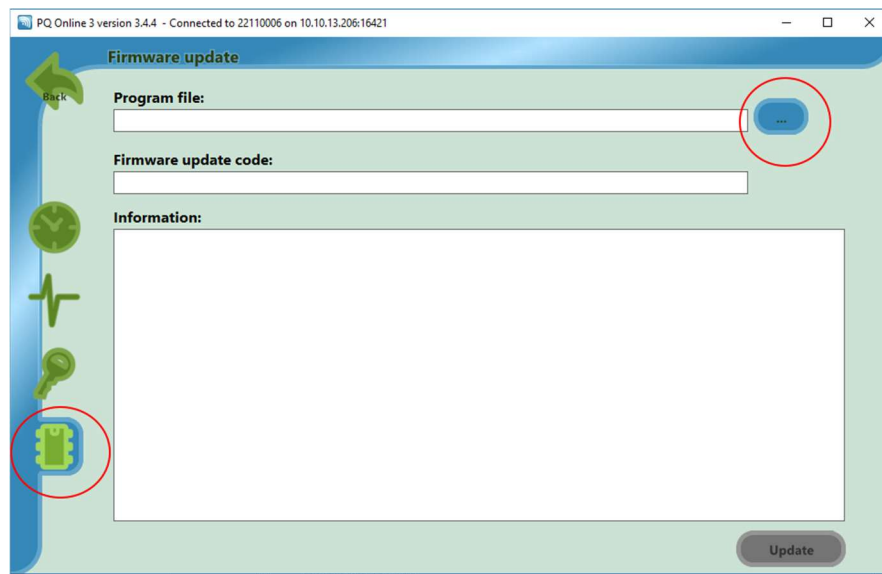 PQ Online 3 version 3.4.4 - Connected to 22110006 on 10.10.13.206:16421
Firmware update
Back
Program file:
...
Firmware update code:
Information:
Update